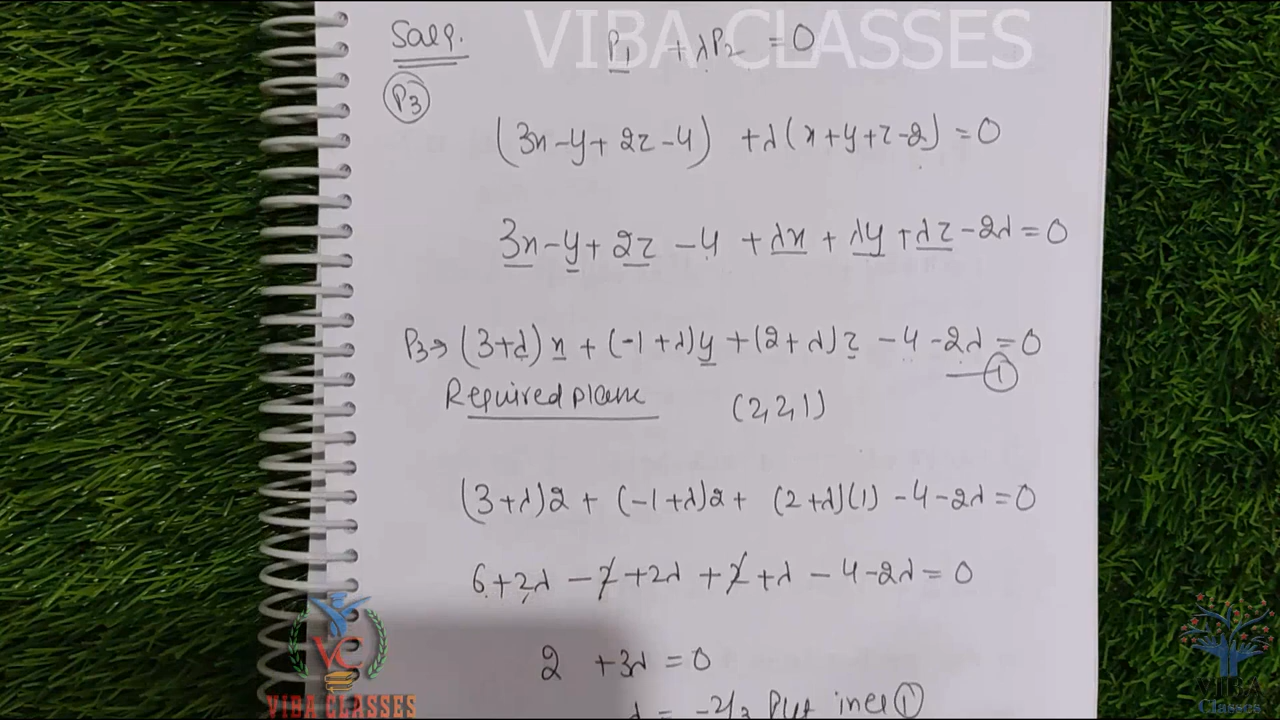 VIBA CLASSES
Solⁿ.
P₁ + λP₂ = 0
P₃
(3x - y + 2z - 4) + λ(x + y + z - 2) = 0
3x - y + 2z - 4 + λx + λy + λz - 2λ = 0
P₃→ (3+λ)x + (-1+λ)y + (2+λ)z - 4 - 2λ = 0
①
Required plane (2,2,1)
(3+λ)2 + (-1+λ)2 + (2+λ)(1) - 4 - 2λ = 0
6 + 2λ - 2 + 2λ + 2 + λ - 4 - 2λ = 0
2 + 3λ = 0
λ = -2/3 Put in eq ①
VC
VIBA CLASSES
VIBA
Classes